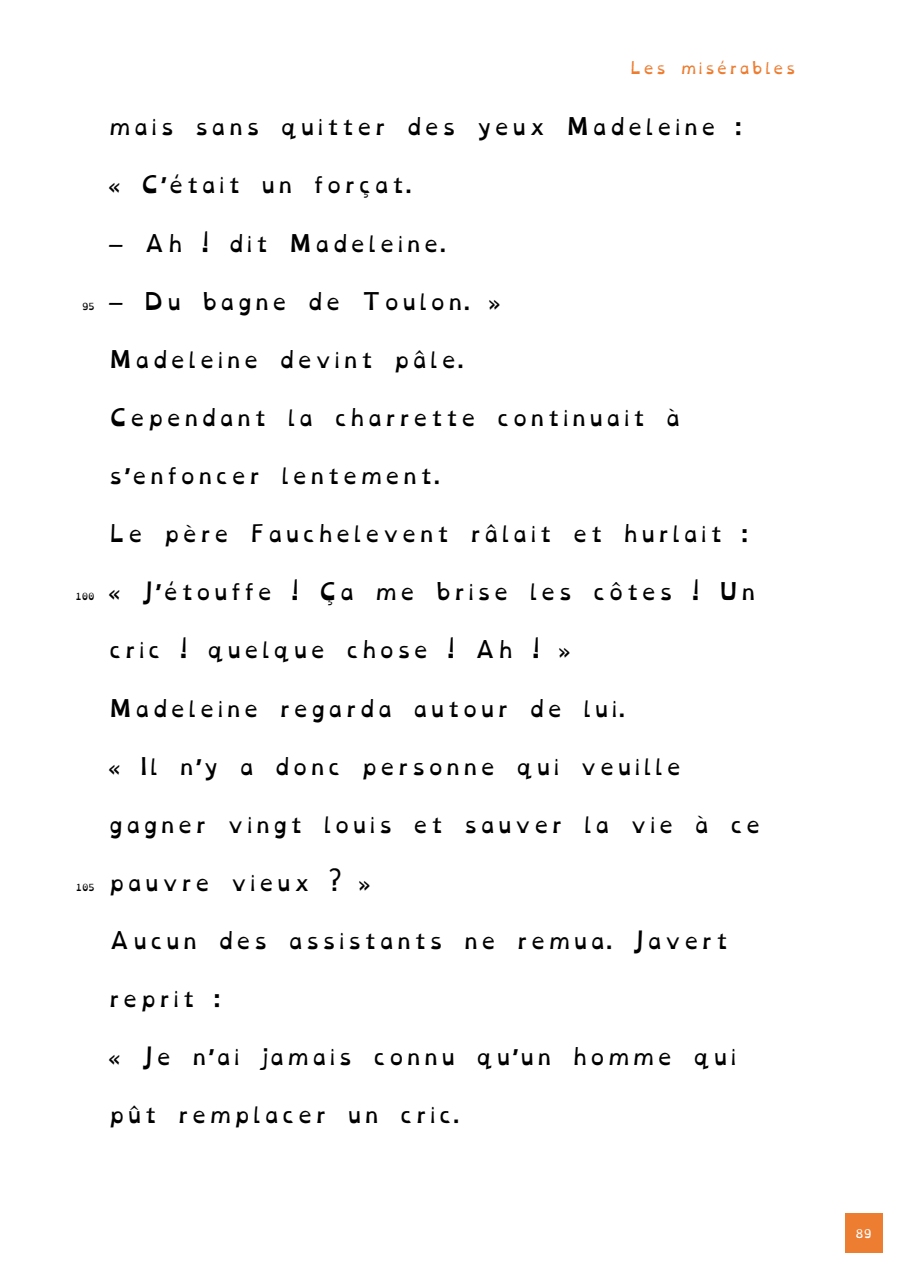 Les misérables
mais sans quitter des yeux Madeleine :
« C'était un forçat.
– Ah ! dit Madeleine.
95 – Du bagne de Toulon. »
Madeleine devint pâle.
Cependant la charrette continuait à
s'enfoncer lentement.
Le père Fauchelevent râlait et hurlait :
100 « J'étouffe ! Ça me brise les côtes ! Un
cric ! quelque chose ! Ah ! »
Madeleine regarda autour de lui.
« Il n'y a donc personne qui veuille
gagner vingt louis et sauver la vie à ce
105 pauvre vieux ? »
Aucun des assistants ne remua. Javert
reprit :
« Je n'ai jamais connu qu'un homme qui
pût remplacer un cric.
89